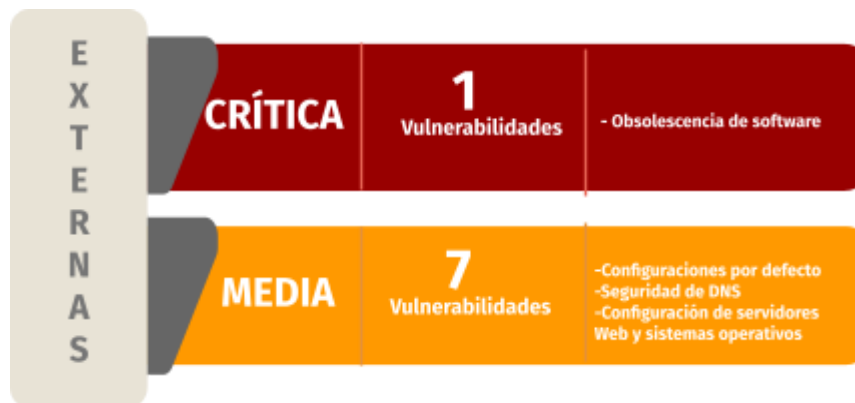 EXTERNAS
CRÍTICA
1
Vulnerabilidades
- Obsolescencia de software
MEDIA
7
Vulnerabilidades
-Configuraciones por defecto
-Seguridad de DNS
-Configuración de servidores
Web y sistemas operativos